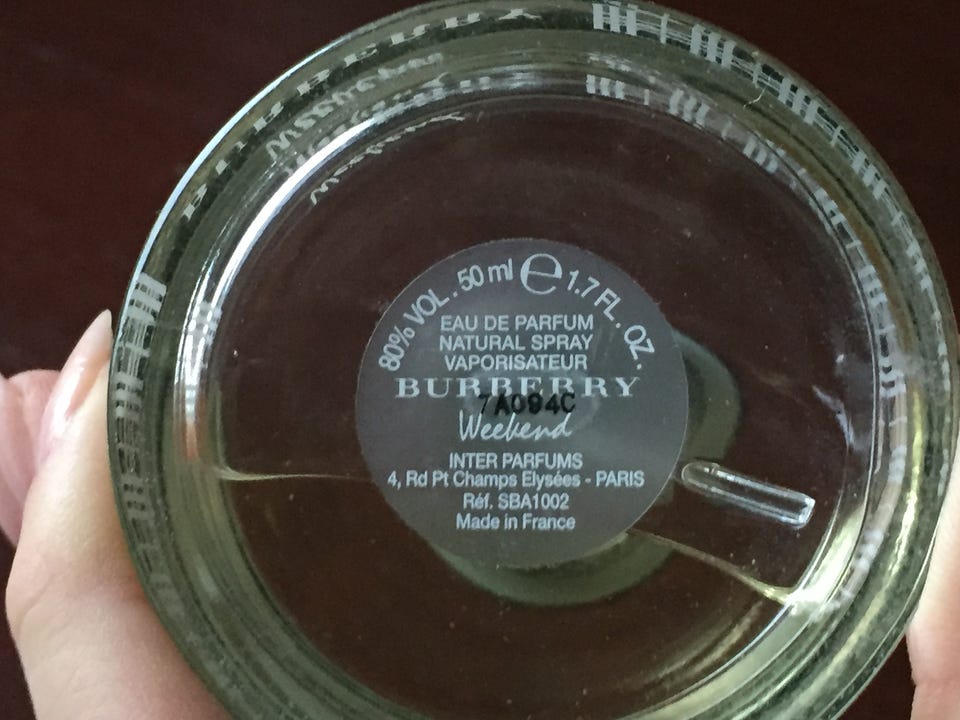 BURBERRY
80% VOL. 50 ml e 1.7 FL. OZ.
EAU DE PARFUM
NATURAL SPRAY
VAPORISATEUR
BURBERRY
7A094C
Weekend
INTER PARFUMS
4, Rd Pt Champs Elysées - PARIS
Réf. SBA1002
Made in France